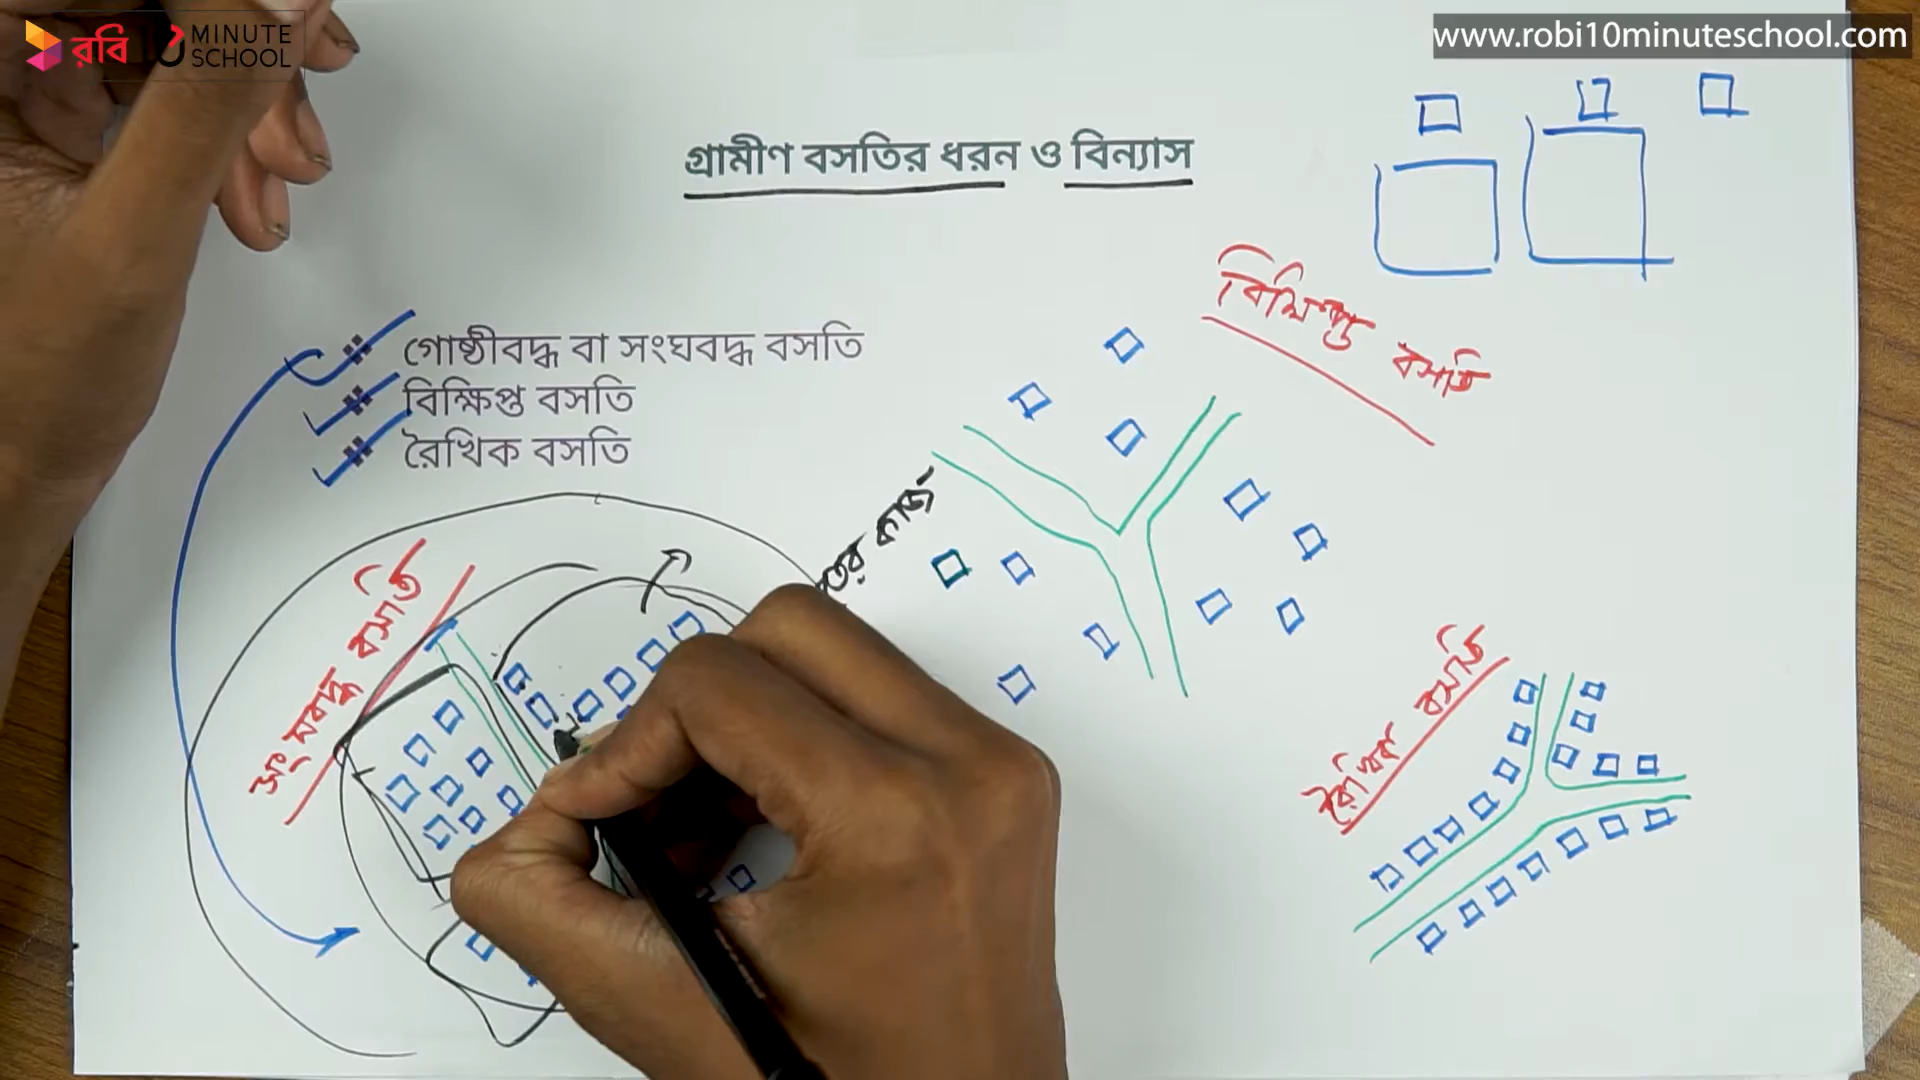 রবি 10 MINUTE SCHOOL
www.robi10minuteschool.com
গ্রামীণ বসতির ধরন ও বিন্যাস
বিক্ষিপ্ত বসতি
গোষ্ঠীবদ্ধ বা সংঘবদ্ধ বসতি
বিক্ষিপ্ত বসতি
রৈখিক বসতি
কাজ
সংঘবদ্ধ বসতি
রৈখিক বসতি